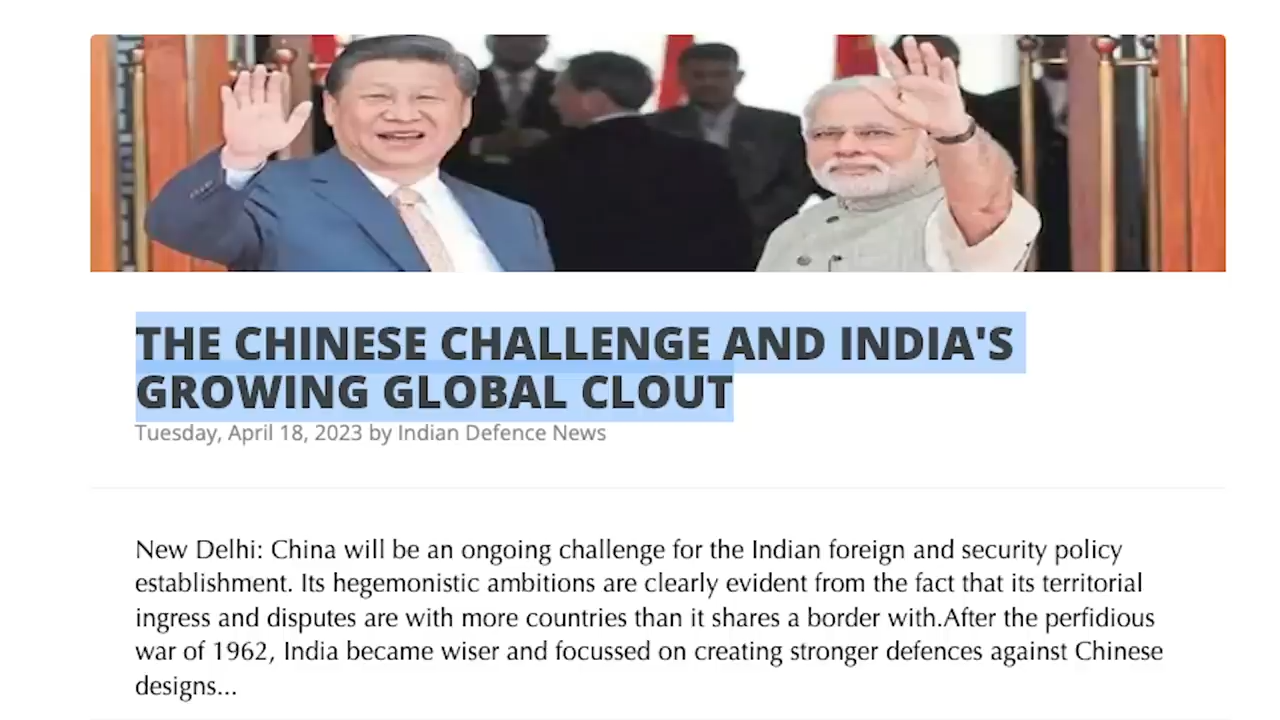 THE CHINESE CHALLENGE AND INDIA'S
GROWING GLOBAL CLOUT
Tuesday, April 18, 2023 by Indian Defence News
New Delhi: China will be an ongoing challenge for the Indian foreign and security policy
establishment. Its hegemonistic ambitions are clearly evident from the fact that its territorial
ingress and disputes are with more countries than it shares a border with.After the perfidious
war of 1962, India became wiser and focussed on creating stronger defences against Chinese
designs...